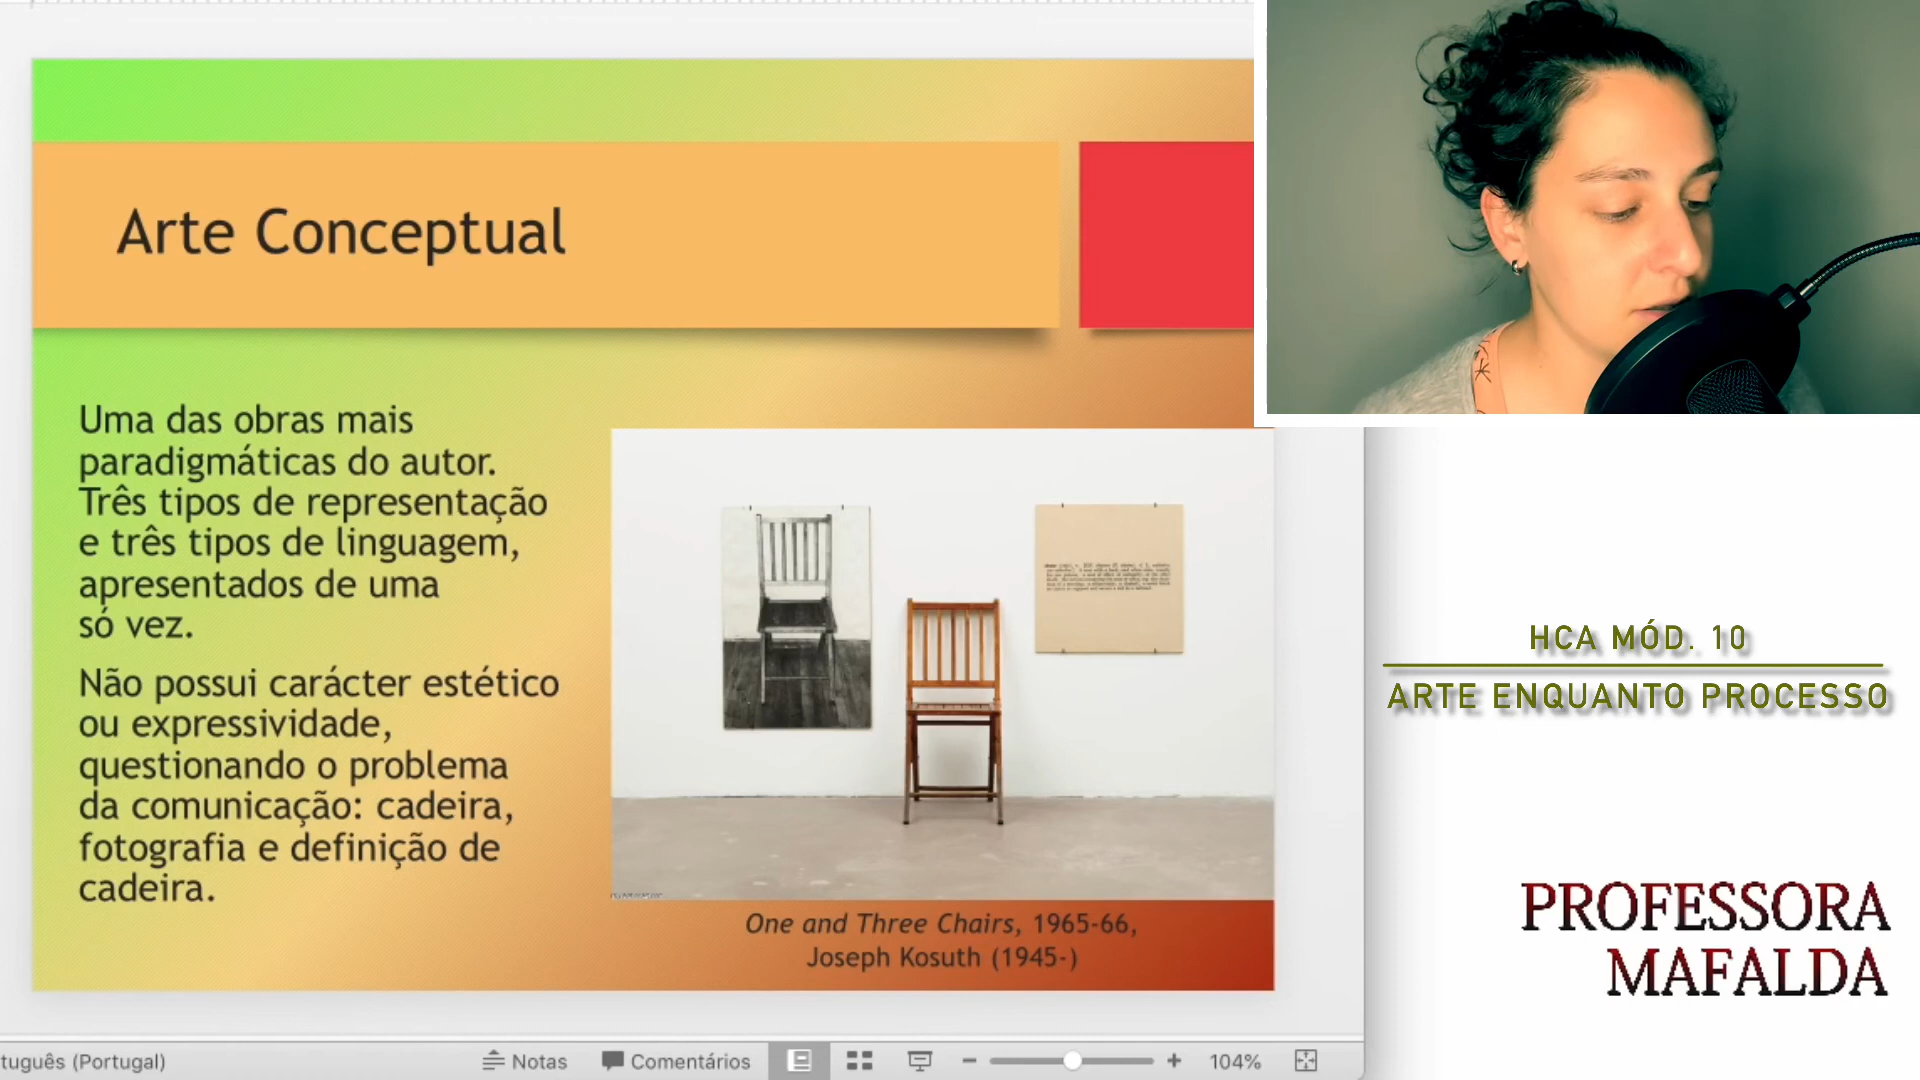 Arte Conceptual
Uma das obras mais
paradigmáticas do autor.
Três tipos de representação
e três tipos de linguagem,
apresentados de uma
só vez.
Não possui carácter estético
ou expressividade,
questionando o problema
da comunicação: cadeira,
fotografia e definição de
cadeira.
One and Three Chairs, 1965-66,
Joseph Kosuth (1945-)
HCA MÓD. 10
ARTE ENQUANTO PROCESSO
PROFESSORA
MAFALDA
tuguês (Portugal)
Notas
Comentários
104%